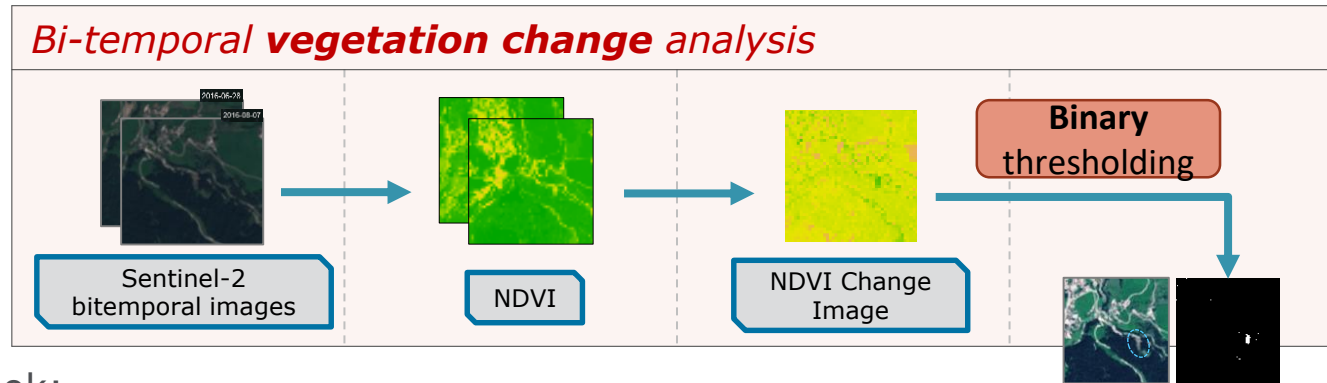 Bi-temporal vegetation change analysis
2016-06-28
2016-08-07
Binary
thresholding
Sentinel-2
bitemporal images
NDVI
NDVI Change
Image